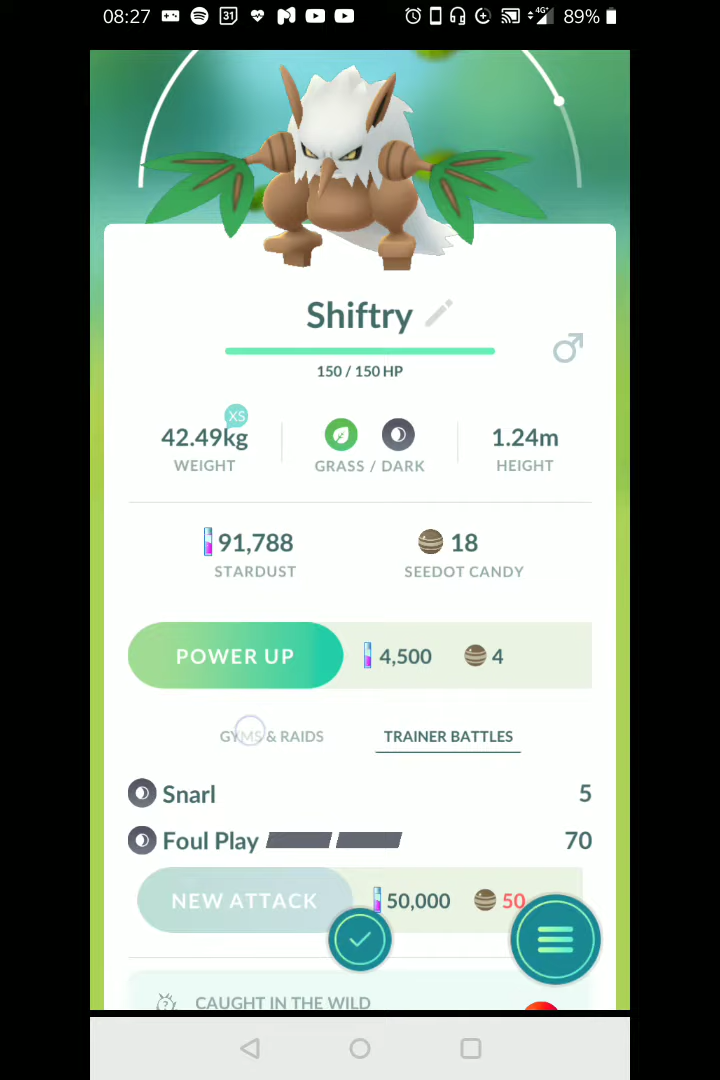 08:27 31 4G 89%
Shiftry
150 / 150 HP
XS
42.49kg 1.24m
WEIGHT GRASS / DARK HEIGHT
91,788 18
STARDUST SEEDOT CANDY
POWER UP 4,500 4
GYMS & RAIDS TRAINER BATTLES
Snarl 5
Foul Play 70
NEW ATTACK 50,000 50
CAUGHT IN THE WILD